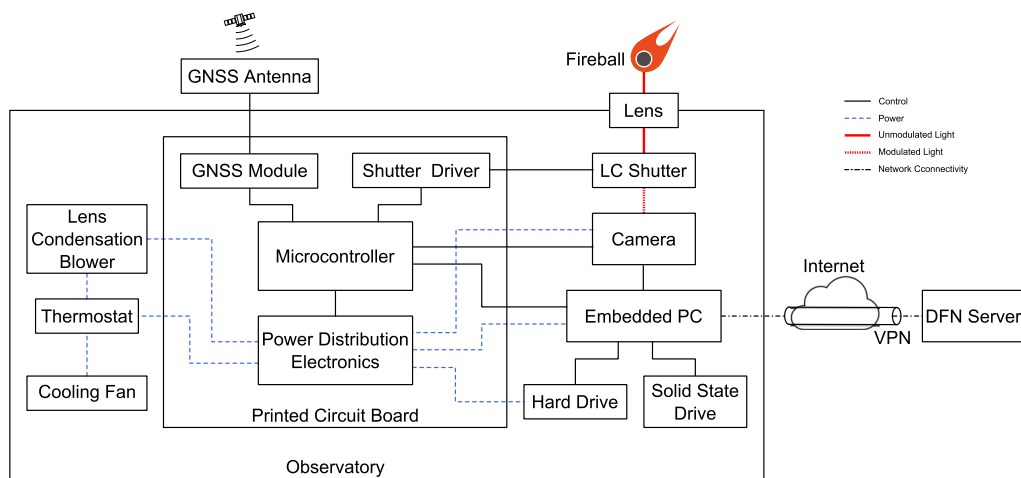 GNSS Antenna
Fireball
Lens
Control
Power
Unmodulated Light
Modulated Light
Network Cconnectivity
GNSS Module
Shutter Driver
LC Shutter
Lens
Condensation
Blower
Microcontroller
Camera
Internet
Thermostat
Power Distribution
Electronics
Embedded PC
DFN Server
VPN
Cooling Fan
Hard Drive
Solid State
Drive
Printed Circuit Board
Observatory